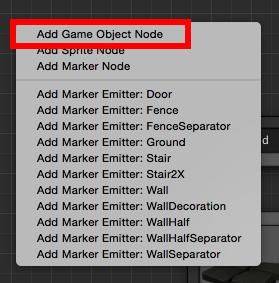 Add Game Object Node
Add Sprite Node
Add Marker Node
Add Marker Emitter: Door
Add Marker Emitter: Fence
Add Marker Emitter: FenceSeparator
Add Marker Emitter: Ground
Add Marker Emitter: Stair
Add Marker Emitter: Stair2X
Add Marker Emitter: Wall
Add Marker Emitter: WallDecoration
Add Marker Emitter: WallHalf
Add Marker Emitter: WallHalfSeparator
Add Marker Emitter: WallSeparator
d